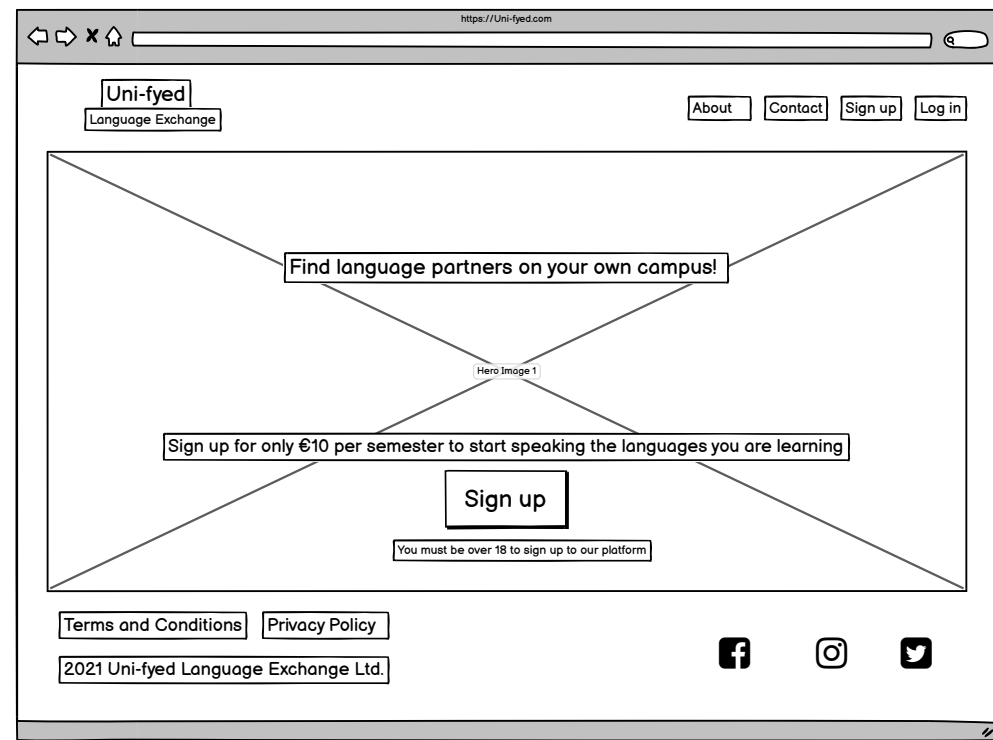 https://Uni-fyed.com
Uni-fyed
Language Exchange
About Contact Sign up Log in
Find language partners on your own campus!
Hero Image 1
Sign up for only €10 per semester to start speaking the languages you are learning
Sign up
You must be over 18 to sign up to our platform
Terms and Conditions Privacy Policy
2021 Uni-fyed Language Exchange Ltd.